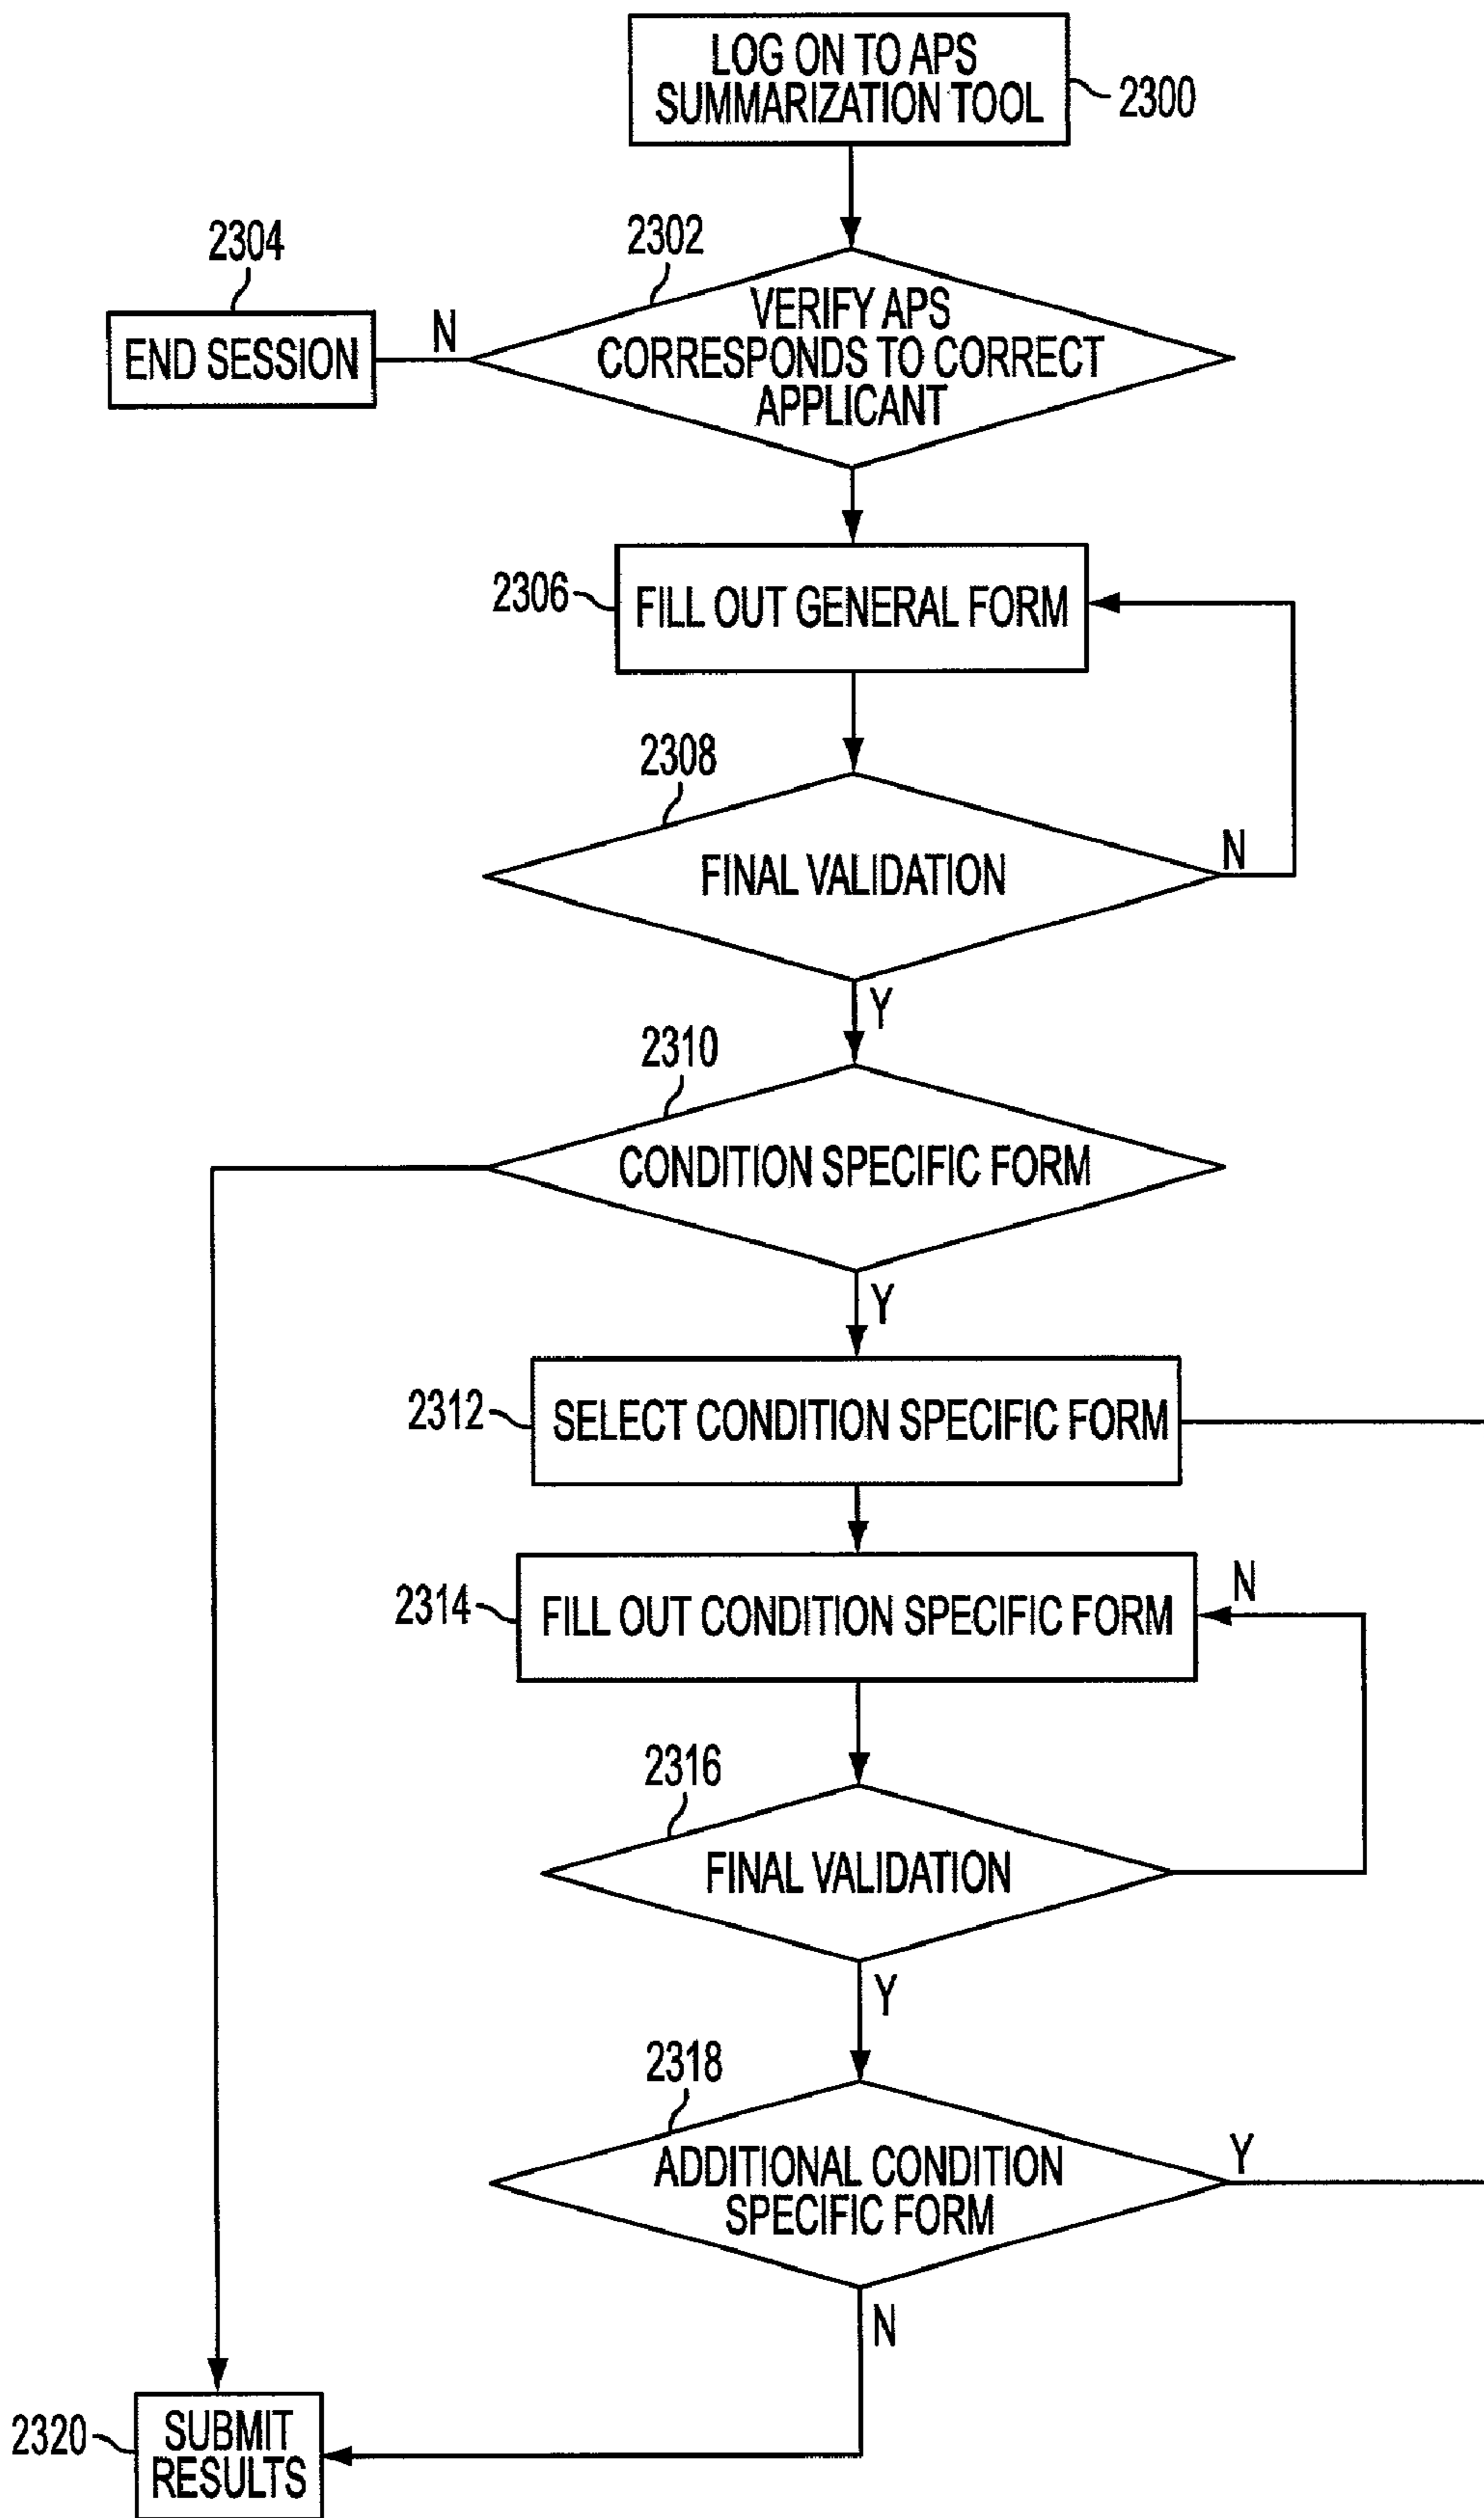 LOG ON TO APS
SUMMARIZATION TOOL
2300
2304
2302
END SESSION
N
VERIFY APS
CORRESPONDS TO CORRECT
APPLICANT
2306
FILL OUT GENERAL FORM
2308
FINAL VALIDATION
N
Y
2310
CONDITION SPECIFIC FORM
Y
2312
SELECT CONDITION SPECIFIC FORM
2314
FILL OUT CONDITION SPECIFIC FORM
N
2316
FINAL VALIDATION
Y
2318
ADDITIONAL CONDITION
SPECIFIC FORM
Y
N
2320
SUBMIT
RESULTS